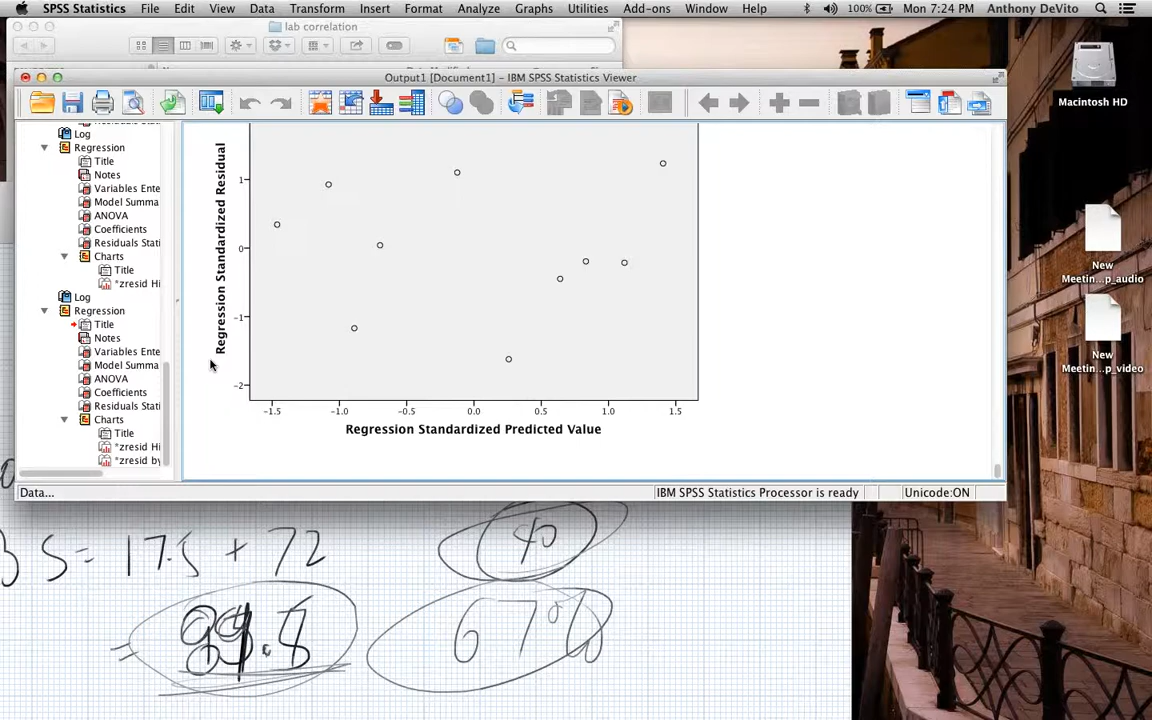 SPSS Statistics File Edit View Data Transform Insert Format Analyze Graphs Utilities Add-ons Window Help 100% Mon 7:24 PM Anthony DeVito
lab correlation
Output1 [Document1] - IBM SPSS Statistics Viewer
Macintosh HD
Log
Regression
Title
Notes
Variables Ente
Model Summa
ANOVA
Coefficients
Residuals Stati
Charts
Title
*zresid Hi
Log
Regression
Title
Notes
Variables Ente
Model Summa
ANOVA
Coefficients
Residuals Stati
Charts
Title
*zresid Hi
*zresid by
Regression Standardized Residual
1
0
-1
-2
-1.5 -1.0 -0.5 0.0 0.5 1.0 1.5
Regression Standardized Predicted Value
New
Meetin...p_audio
New
Meetin...p_video
Data...
IBM SPSS Statistics Processor is ready
Unicode:ON
S = 17.5 + 72
40
67%